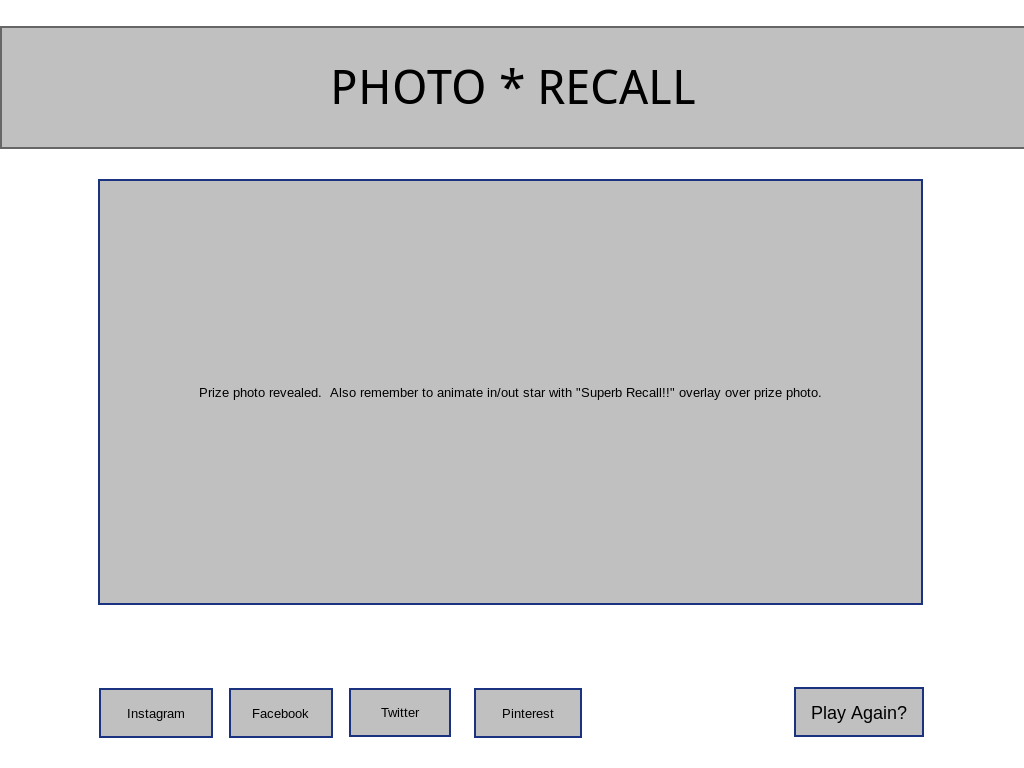 PHOTO * RECALL
Prize photo revealed.  Also remember to animate in/out star with "Superb Recall!!" overlay over prize photo.
Instagram
Facebook
Twitter
Pinterest
Play Again?